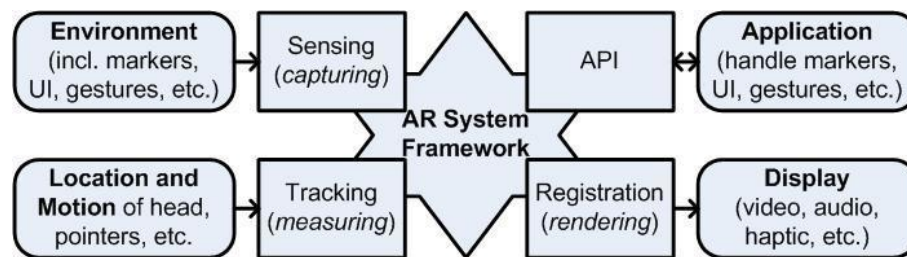 Environment
(incl. markers,
UI, gestures, etc.)
Sensing
(capturing)
API
Application
(handle markers,
UI, gestures, etc.)
AR System
Framework
Location and
Motion of head,
pointers, etc.
Tracking
(measuring)
Registration
(rendering)
Display
(video, audio,
haptic, etc.)